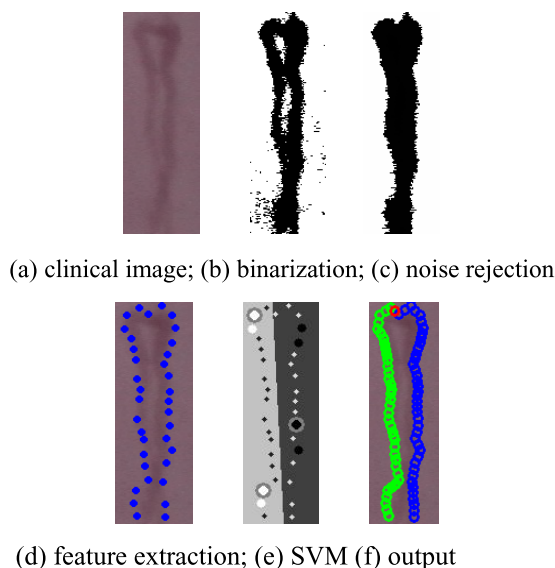 (a) clinical image; (b) binarization; (c) noise rejection
(d) feature extraction; (e) SVM (f) output